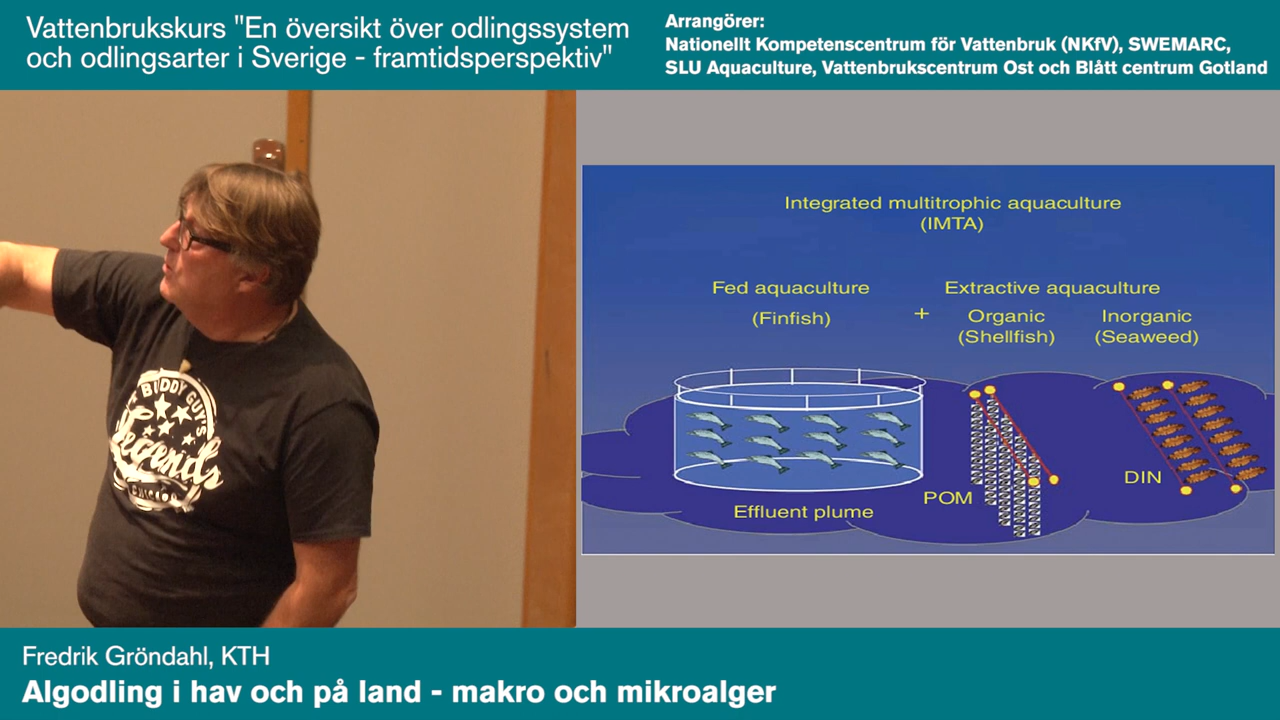 Vattenbrukskurs "En översikt över odlingssystem
och odlingsarter i Sverige - framtidsperspektiv"
Arrangörer:
Nationellt Kompetenscentrum för Vattenbruk (NKfV), SWEMARC,
SLU Aquaculture, Vattenbrukscentrum Ost och Blått centrum Gotland
BUDDY GUY'S
Legends
Integrated multitrophic aquaculture
(IMTA)
Fed aquaculture
(Finfish)
+
Extractive aquaculture
Organic
(Shellfish)
Inorganic
(Seaweed)
POM
DIN
Effluent plume
Fredrik Gröndahl, KTH
Algodling i hav och på land - makro och mikroalger